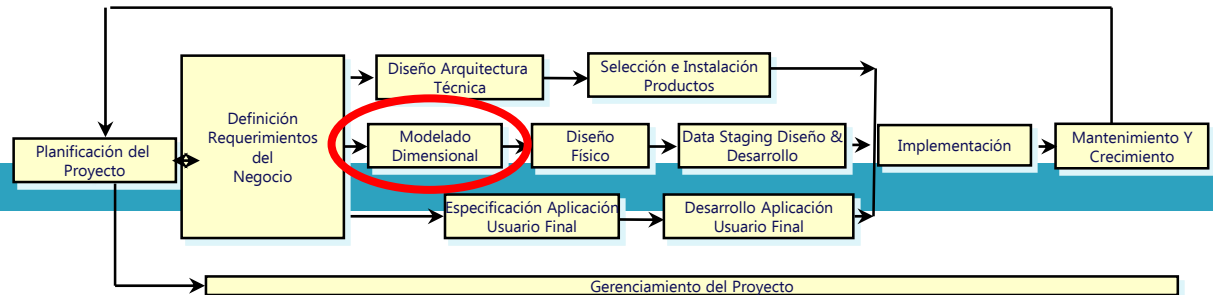 Planificación del
Proyecto
Definición
Requerimientos
del
Negocio
Diseño Arquitectura
Técnica
Selección e Instalación
Productos
Modelado
Dimensional
Diseño
Físico
Data Staging Diseño &
Desarrollo
Especificación Aplicación
Usuario Final
Desarrollo Aplicación
Usuario Final
Implementación
Mantenimiento Y
Crecimiento
Gerenciamiento del Proyecto